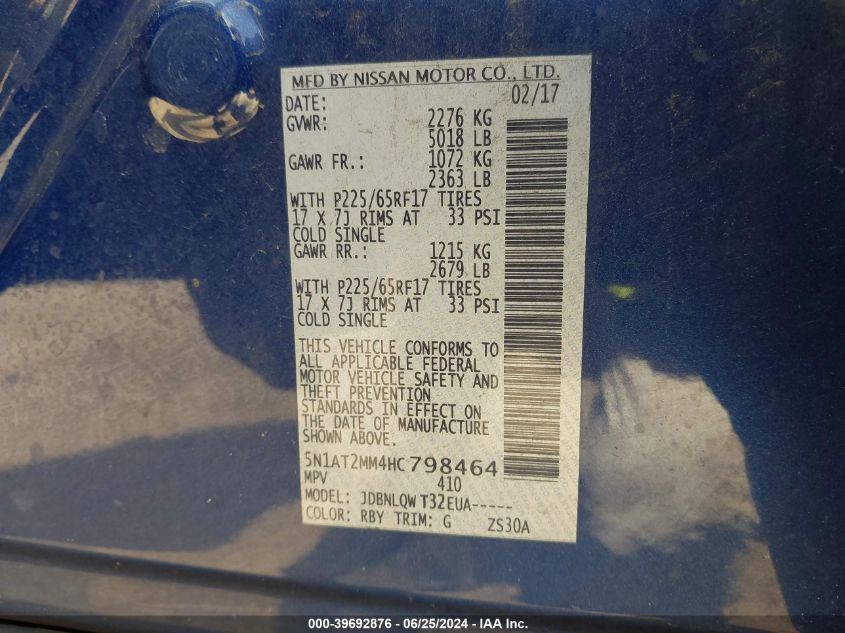 MFD BY NISSAN MOTOR CO., LTD.
DATE: 02/17
GVWR: 2276 KG
5018 LB
GAWR FR.: 1072 KG
2363 LB
WITH P225/65RF17 TIRES
17 X 7J RIMS AT 33 PSI
COLD SINGLE
GAWR RR.: 1215 KG
2679 LB
WITH P225/65RF17 TIRES
17 X 7J RIMS AT 33 PSI
COLD SINGLE
THIS VEHICLE CONFORMS TO
ALL APPLICABLE FEDERAL
MOTOR VEHICLE SAFETY AND
THEFT PREVENTION
STANDARDS IN EFFECT ON
THE DATE OF MANUFACTURE
SHOWN ABOVE.
5N1AT2MM4HC798464
MPV 410
MODEL: JDBNLQW T32EUA-----
COLOR: RBY TRIM: G ZS30A
000-39692876 / 06/25/2024 - IAA Inc.